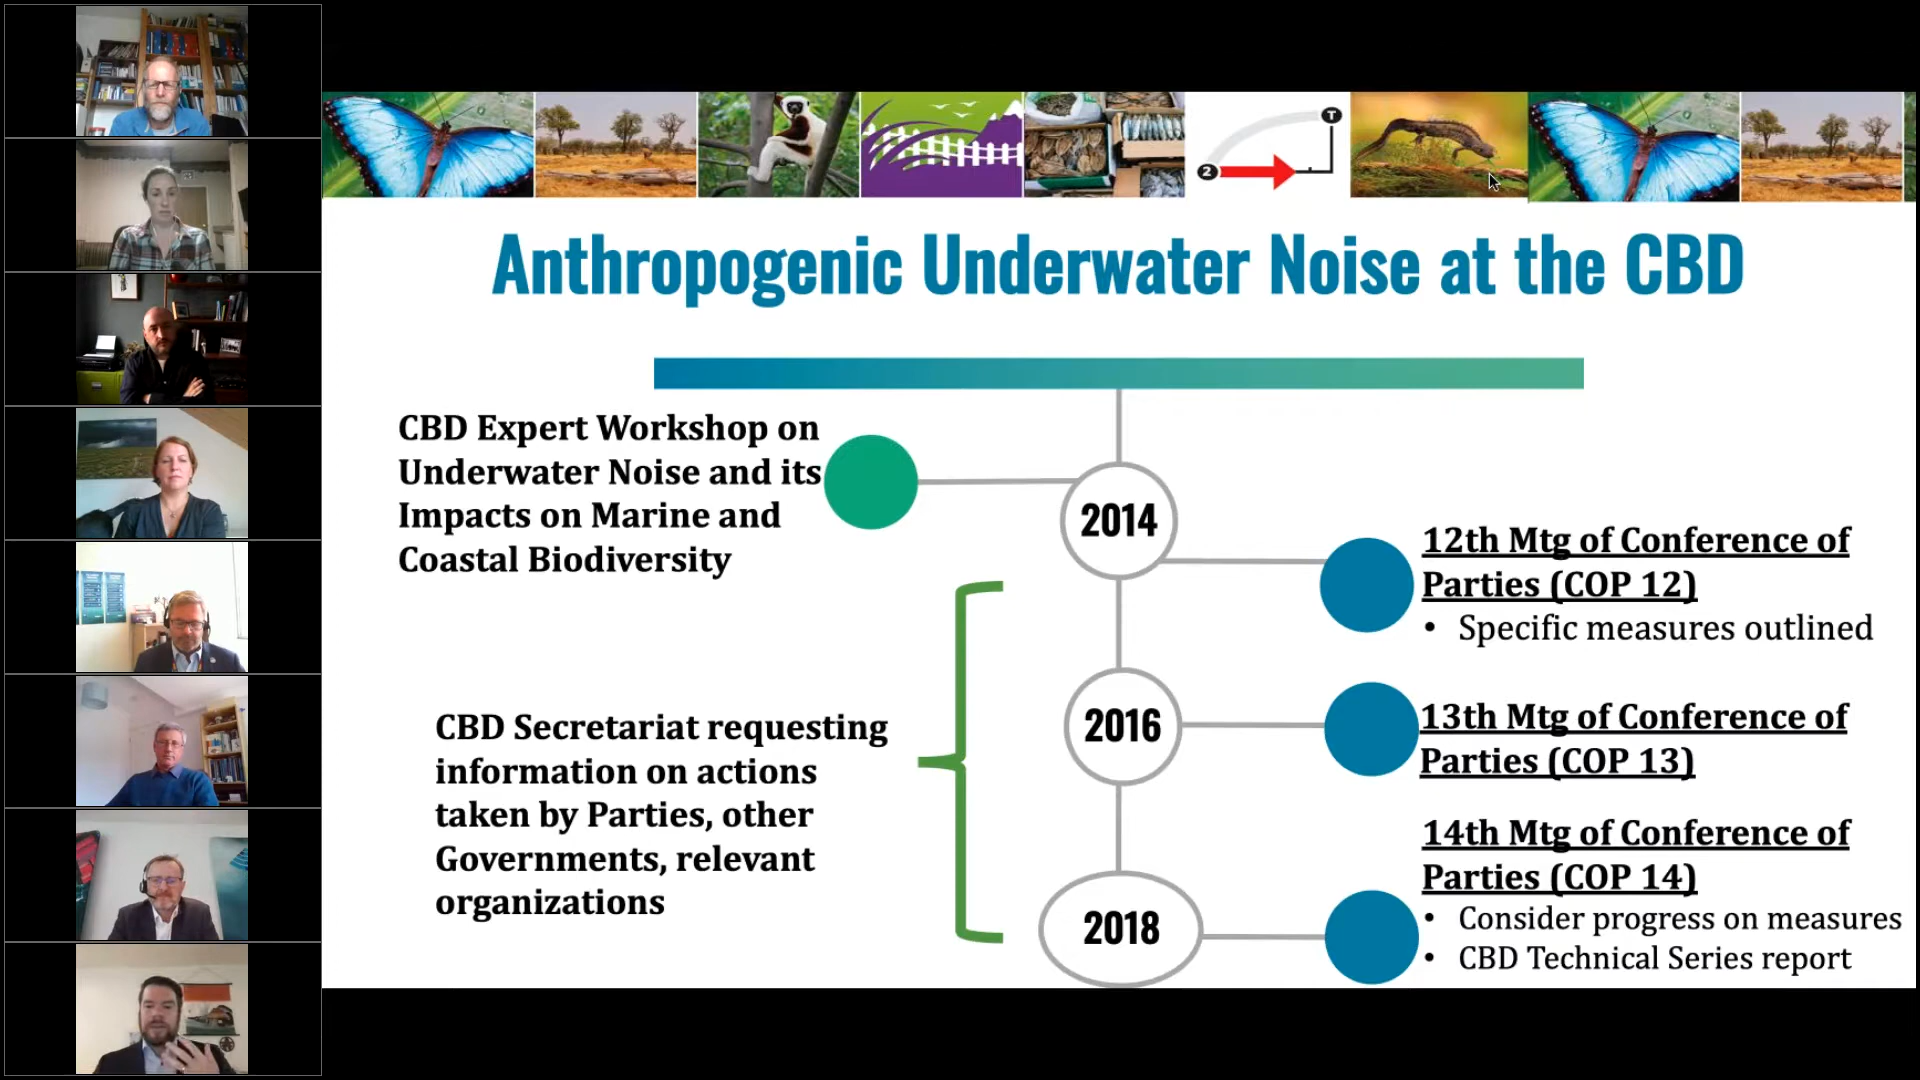 2
T
Anthropogenic Underwater Noise at the CBD
CBD Expert Workshop on
Underwater Noise and its
Impacts on Marine and
Coastal Biodiversity
2014
12th Mtg of Conference of
Parties (COP 12)
• Specific measures outlined
CBD Secretariat requesting
information on actions
taken by Parties, other
Governments, relevant
organizations
2016
13th Mtg of Conference of
Parties (COP 13)
2018
14th Mtg of Conference of
Parties (COP 14)
• Consider progress on measures
• CBD Technical Series report